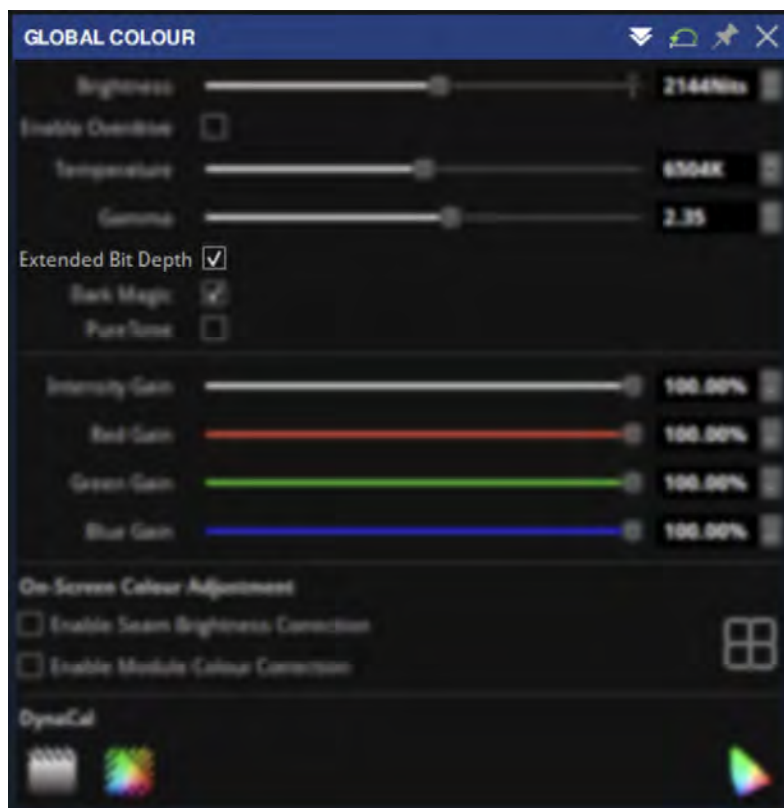 GLOBAL COLOUR
Brightness 2144Nits
Enable Overdrive
Temperature 6504K
Gamma 2.35
Extended Bit Depth
Dark Magic
PureTone
Intensity Gain 100.00%
Red Gain 100.00%
Green Gain 100.00%
Blue Gain 100.00%
On-Screen Colour Adjustment
Enable Seam Brightness Correction
Enable Module Colour Correction
DynaCal